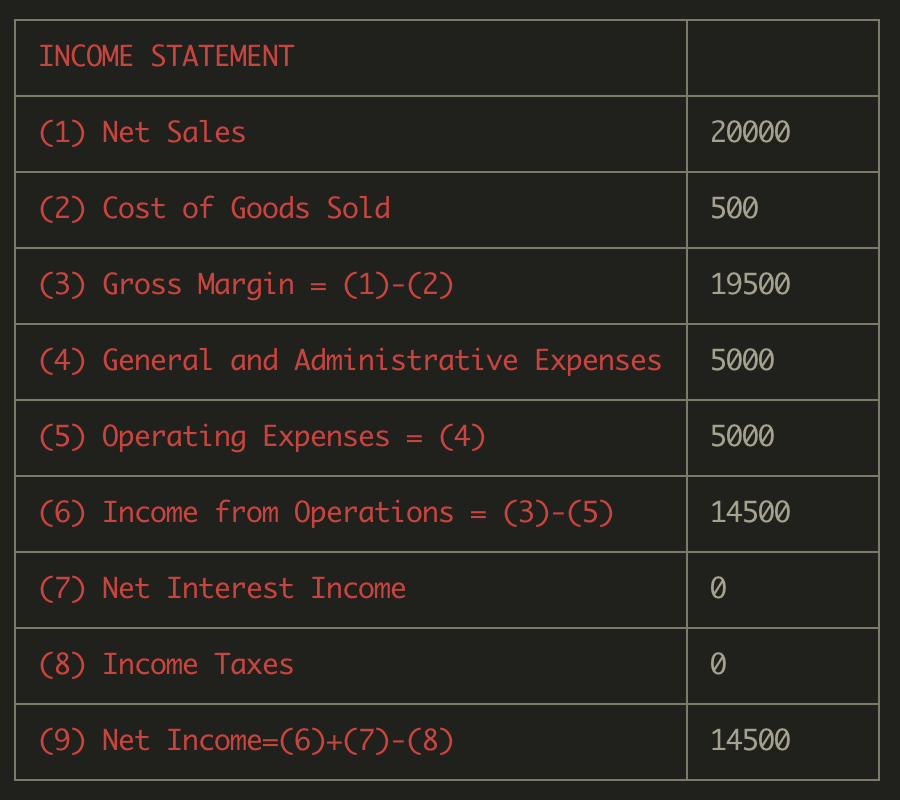 INCOME STATEMENT
(1) Net Sales 20000
(2) Cost of Goods Sold 500
(3) Gross Margin = (1)-(2) 19500
(4) General and Administrative Expenses 5000
(5) Operating Expenses = (4) 5000
(6) Income from Operations = (3)-(5) 14500
(7) Net Interest Income 0
(8) Income Taxes 0
(9) Net Income=(6)+(7)-(8) 14500